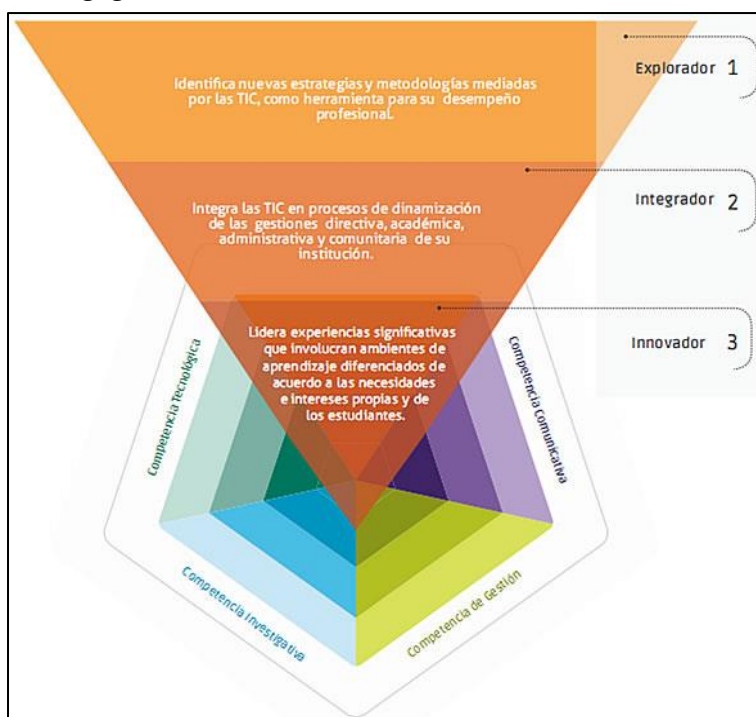 Identifica nuevas estrategias y metodologías mediadas
por las TIC, como herramienta para su desempeño
profesional.
Explorador 1
Integra las TIC en procesos de dinamización
de las gestiones directiva, académica,
administrativa y comunitaria de su
institución.
Integrador 2
Lidera experiencias significativas
que involucran ambientes de
aprendizaje diferenciados de
acuerdo a las necesidades
e intereses propias y de
los estudiantes.
Innovador 3
Competencia Tecnológica
Competencia Comunicativa
Competencia Investigativa
Competencia de Gestión